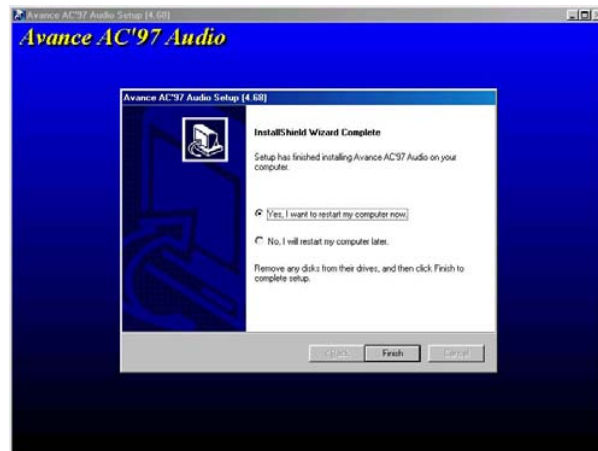 Avance AC'97 Audio Setup [4.68]
Avance AC'97 Audio
Avance AC'97 Audio Setup [4.68]
InstallShield Wizard Complete
Setup has finished installing Avance AC'97 Audio on your
computer.
Yes, I want to restart my computer now.
No, I will restart my computer later.
Remove any disks from their drives, and then click Finish to
complete setup.
< Back Finish Cancel